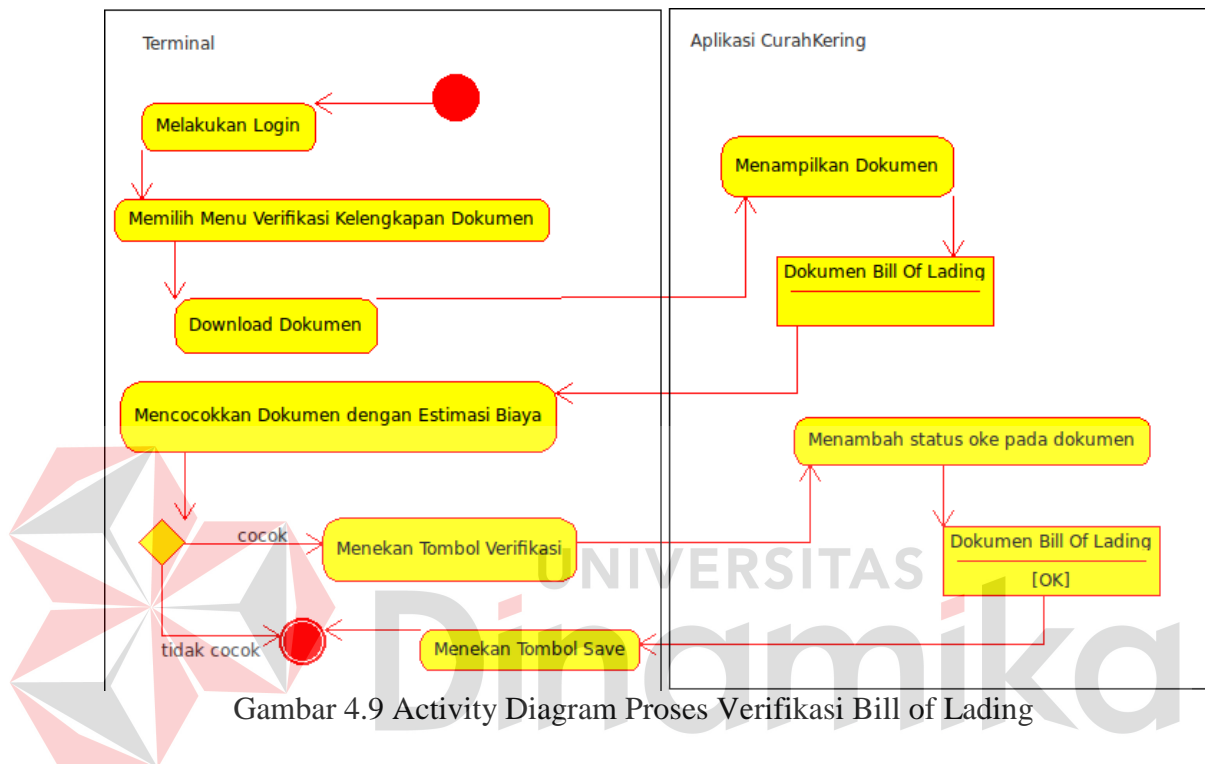 Terminal
Aplikasi CurahKering
Melakukan Login
Menampilkan Dokumen
Memilih Menu Verifikasi Kelengkapan Dokumen
Dokumen Bill Of Lading
Download Dokumen
Mencocokkan Dokumen dengan Estimasi Biaya
Menambah status oke pada dokumen
cocok
Menekan Tombol Verifikasi
Dokumen Bill Of Lading
[OK]
UNIVERSITAS
Dinamika
tidak cocok
Menekan Tombol Save
Gambar 4.9 Activity Diagram Proses Verifikasi Bill of Lading